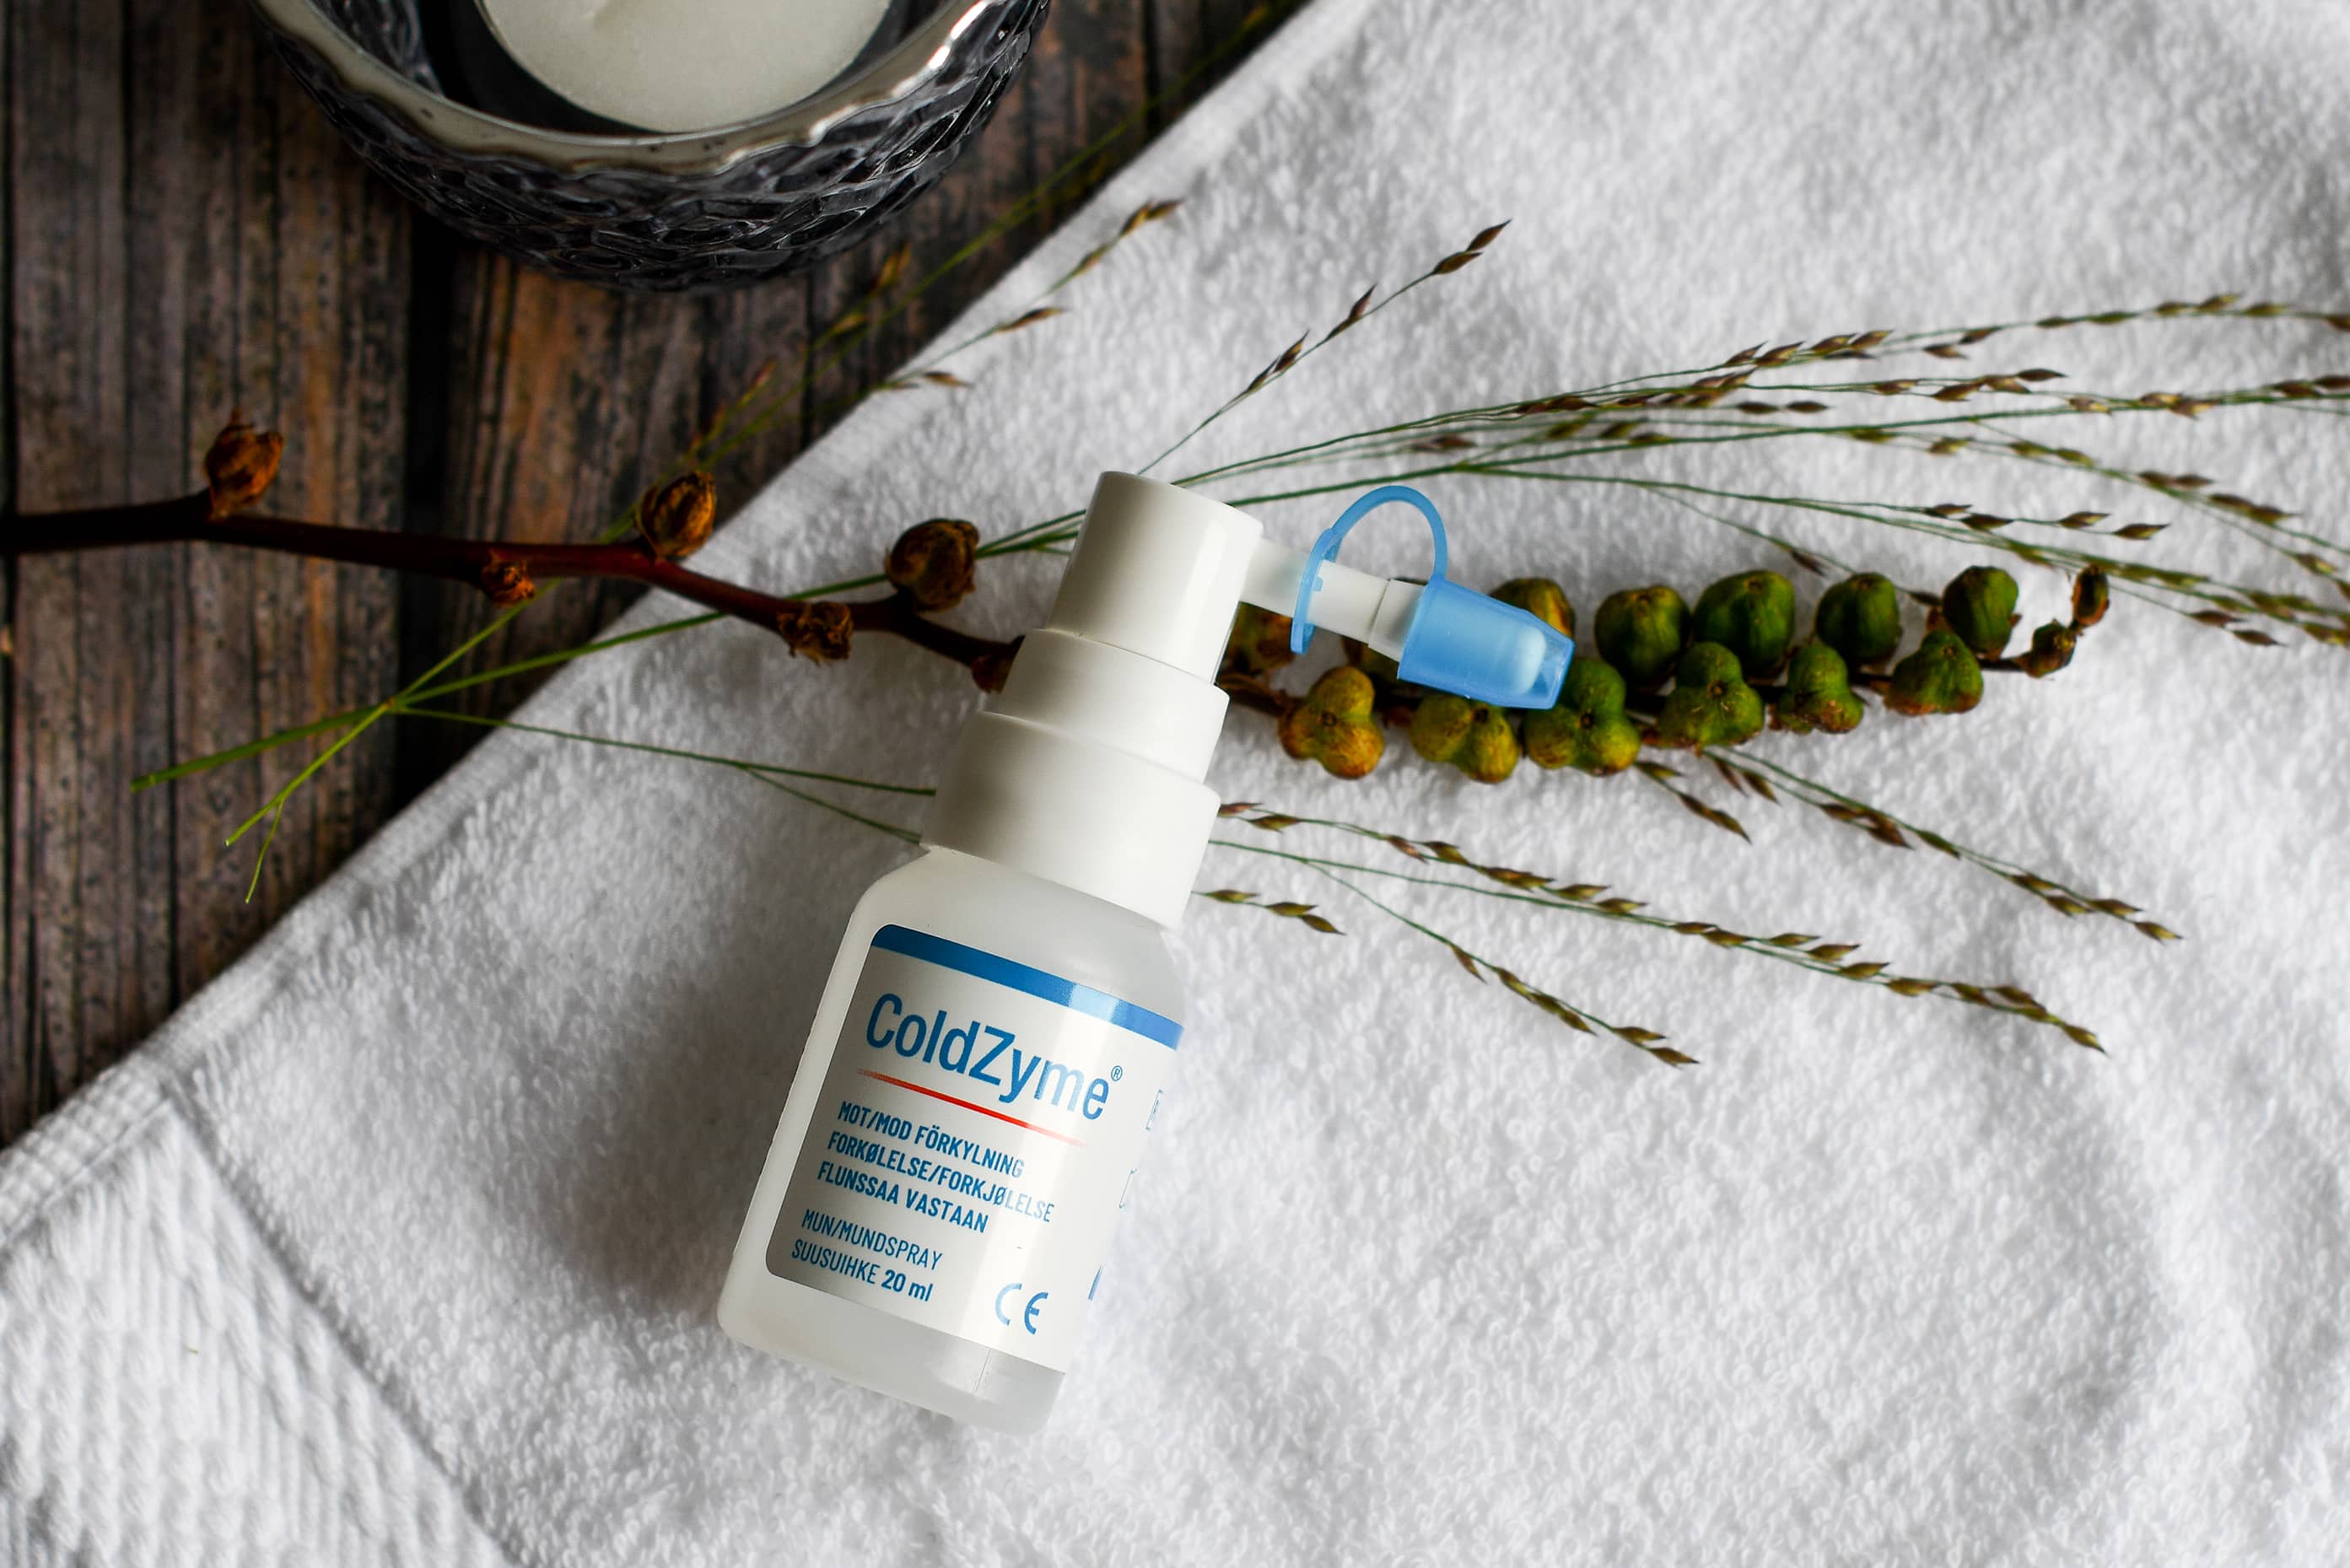 ColdZyme®
MOT/MOD FÖRKYLNING
FORKØLELSE/FORKJØLELSE
FLUNSSAA VASTAAN
MUN/MUNDSPRAY
SUUSUIHKE 20 ml
CE